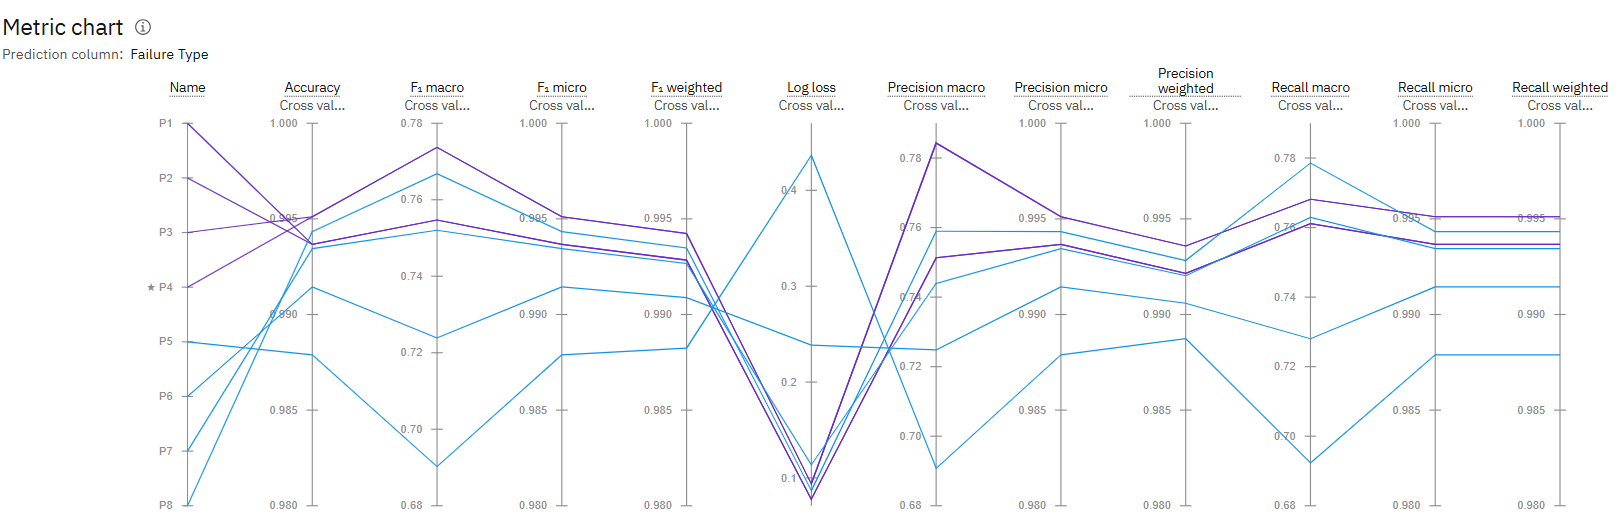 Metric chart
Prediction column: Failure Type
Name Accuracy F₁ macro F₁ micro F₁ weighted Log loss Precision macro Precision micro Precision weighted Recall macro Recall micro Recall weighted
Cross val... Cross val... Cross val... Cross val... Cross val... Cross val... Cross val... Cross val... Cross val... Cross val... Cross val...
P1 1.000 0.78 1.000 1.000 1.000 1.000 1.000 1.000
0.78 0.78
P2
0.4
0.76
0.995 0.995 0.995 0.995 0.995 0.995 0.995
0.76 0.76
P3
0.74
0.3
★ P4
0.74 0.74
0.990 0.990 0.990 0.990 0.990 0.990 0.990
P5
0.72
0.72 0.72
0.2
P6
0.985 0.985 0.985 0.985 0.985 0.985 0.985
0.70
0.70 0.70
P7
0.1
P8 0.980 0.68 0.980 0.980 0.68 0.980 0.980 0.68 0.980 0.980